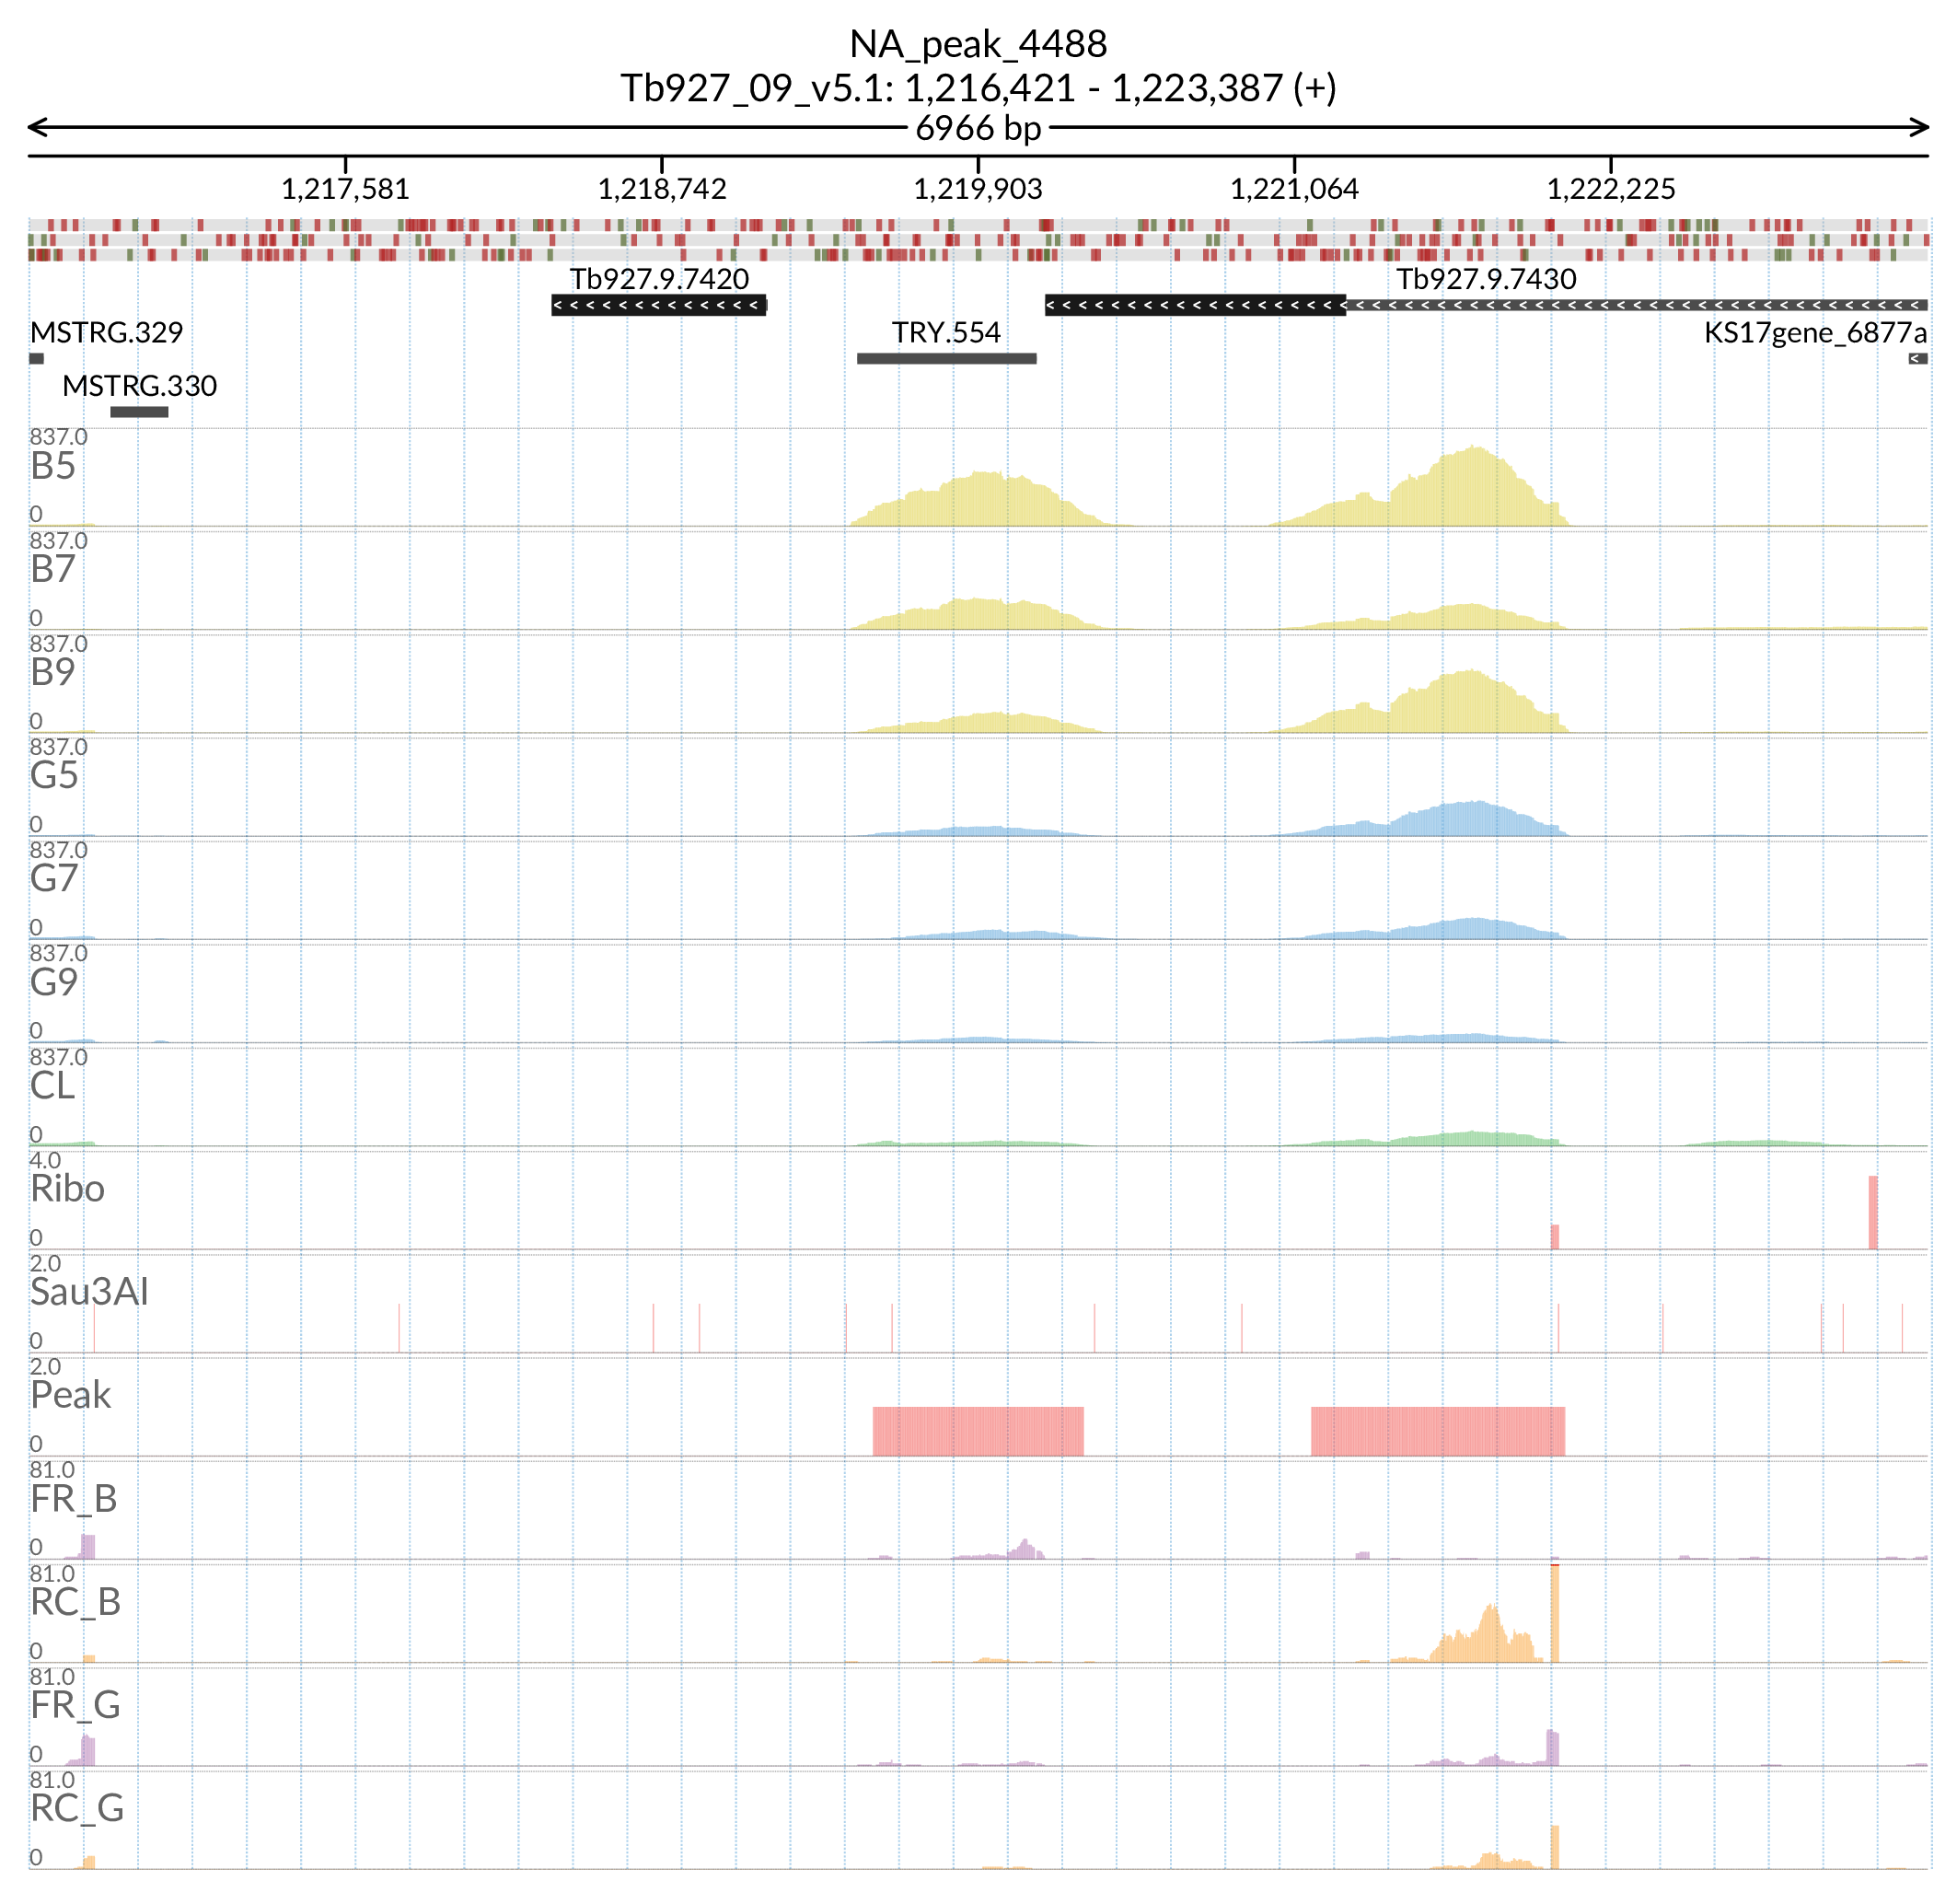 NA_peak_4488
Tb927_09_v5.1: 1,216,421 - 1,223,387 (+)
6966 bp
1,217,581 1,218,742 1,219,903 1,221,064 1,222,225
Tb927.9.7420 Tb927.9.7430
MSTRG.329 TRY.554 KS17gene_6877a
MSTRG.330
837.0
B5
0
837.0
B7
0
837.0
B9
0
837.0
G5
0
837.0
G7
0
837.0
G9
0
837.0
CL
0
4.0
Ribo
0
2.0
Sau3AI
0
2.0
Peak
0
81.0
FR_B
0
81.0
RC_B
0
81.0
FR_G
0
81.0
RC_G
0